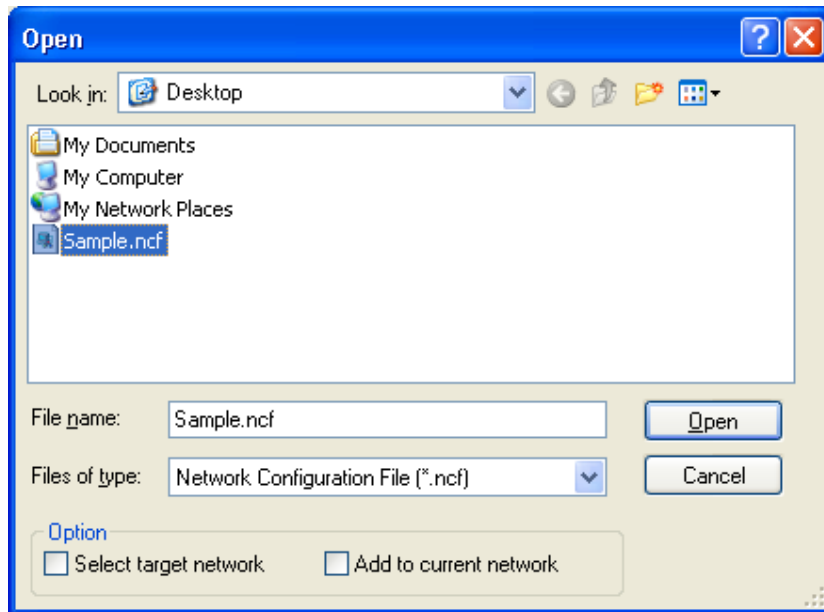 Open
Look in: Desktop
My Documents
My Computer
My Network Places
Sample.ncf
File name: Sample.ncf Open
Files of type: Network Configuration File (*.ncf) Cancel
Option
Select target network Add to current network